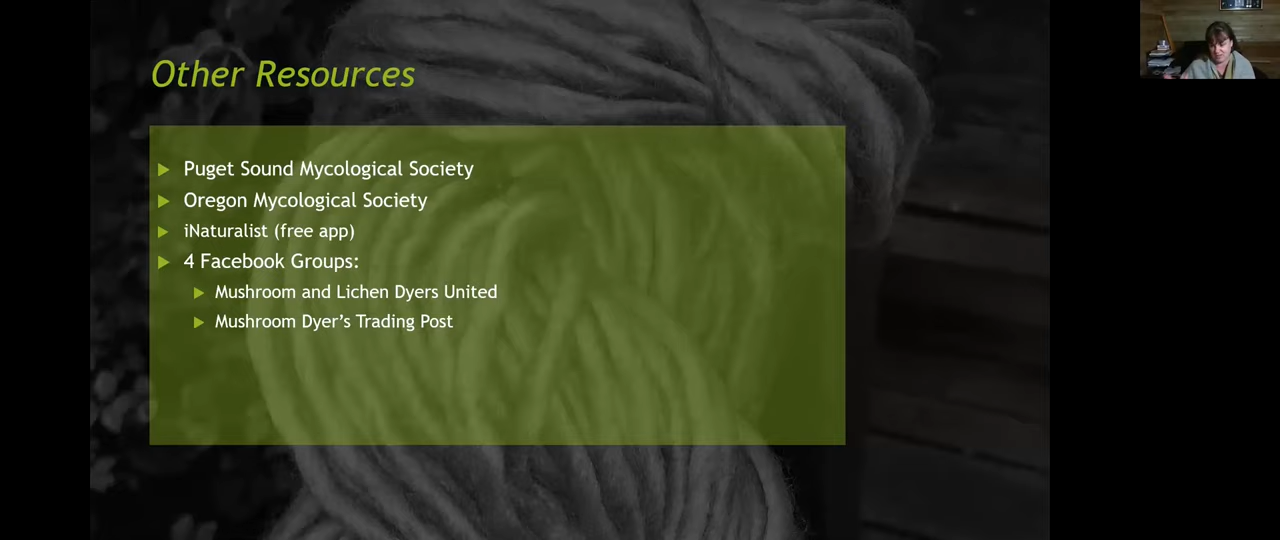 Other Resources
Puget Sound Mycological Society
Oregon Mycological Society
iNaturalist (free app)
4 Facebook Groups:
Mushroom and Lichen Dyers United
Mushroom Dyer’s Trading Post